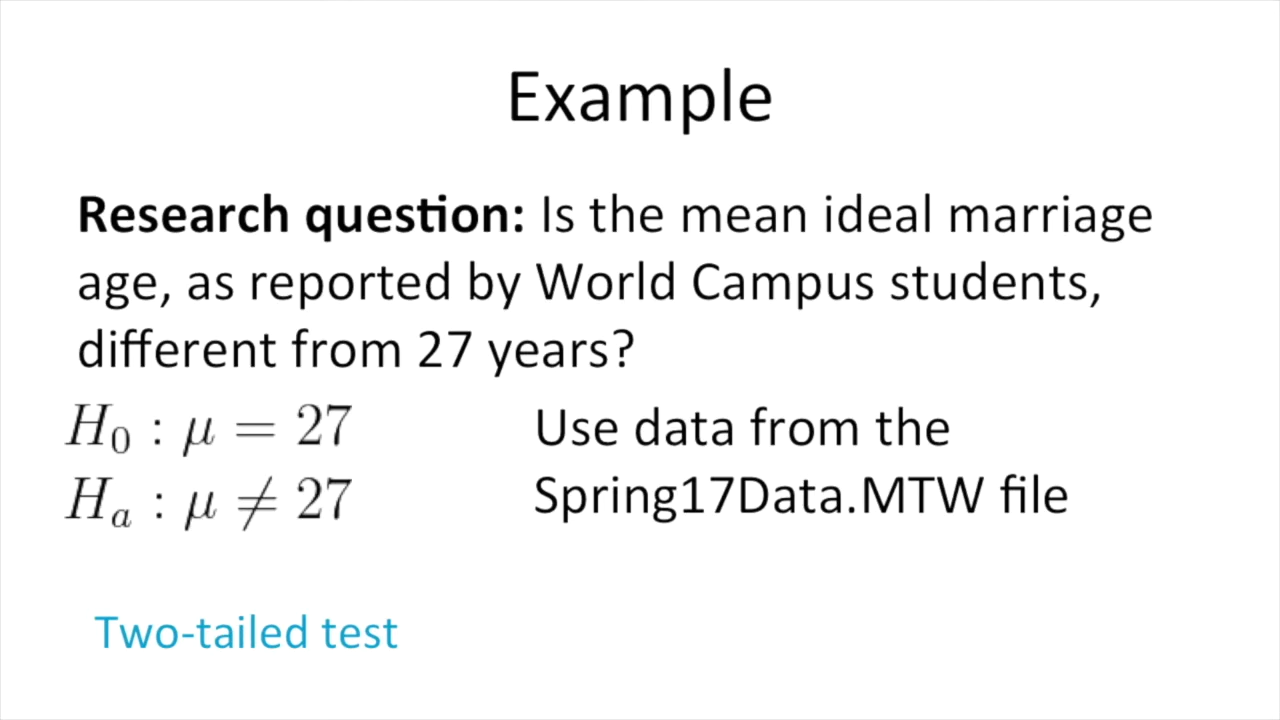 Example
Research question: Is the mean ideal marriage
age, as reported by World Campus students,
different from 27 years?
H₀ : μ = 27
Hₐ : μ ≠ 27
Use data from the
Spring17Data.MTW file
Two-tailed test